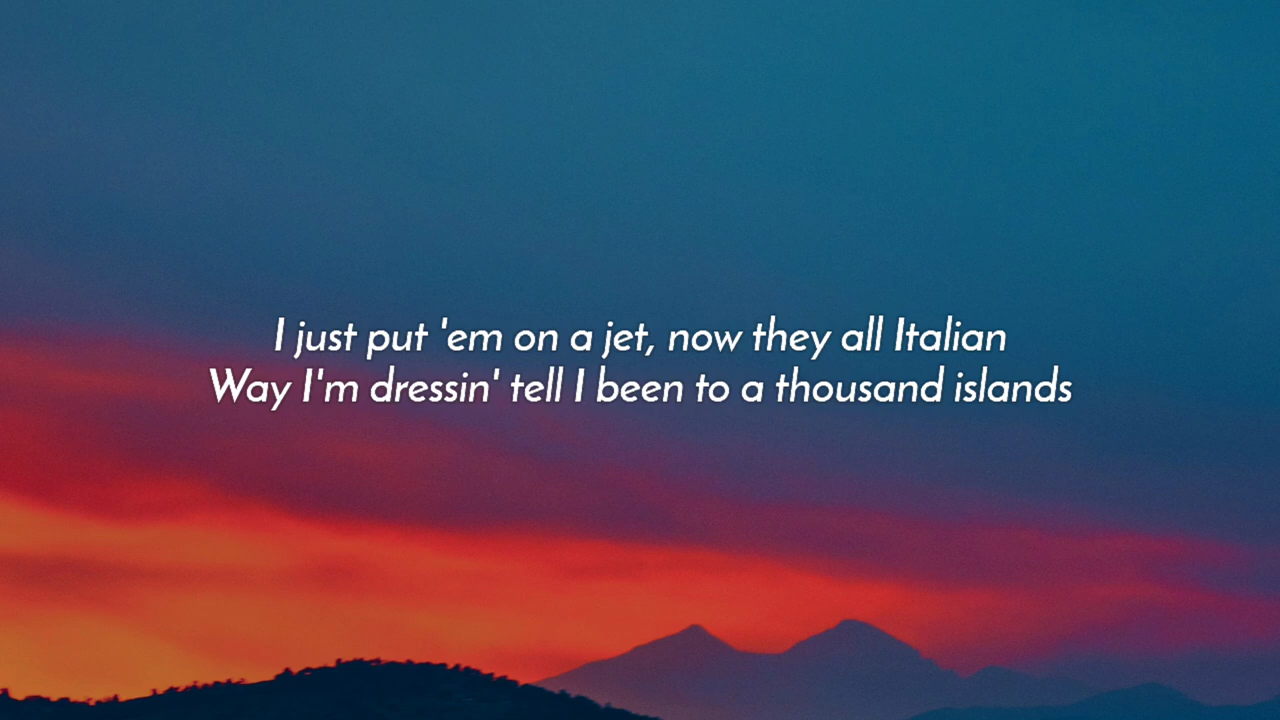 I just put 'em on a jet, now they all Italian
Way I'm dressin' tell I been to a thousand islands